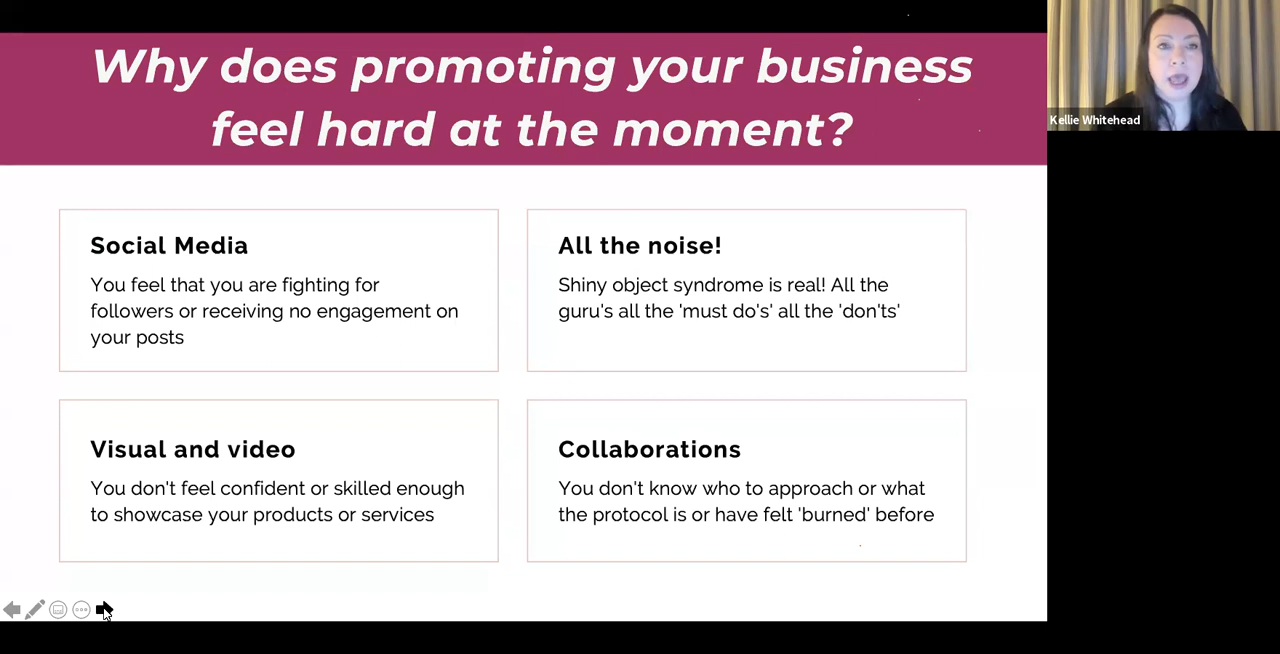 Why does promoting your business
feel hard at the moment?
Kellie Whitehead
Social Media
You feel that you are fighting for
followers or receiving no engagement on
your posts
All the noise!
Shiny object syndrome is real! All the
guru's all the 'must do's' all the 'don'ts'
Visual and video
You don't feel confident or skilled enough
to showcase your products or services
Collaborations
You don't know who to approach or what
the protocol is or have felt 'burned' before